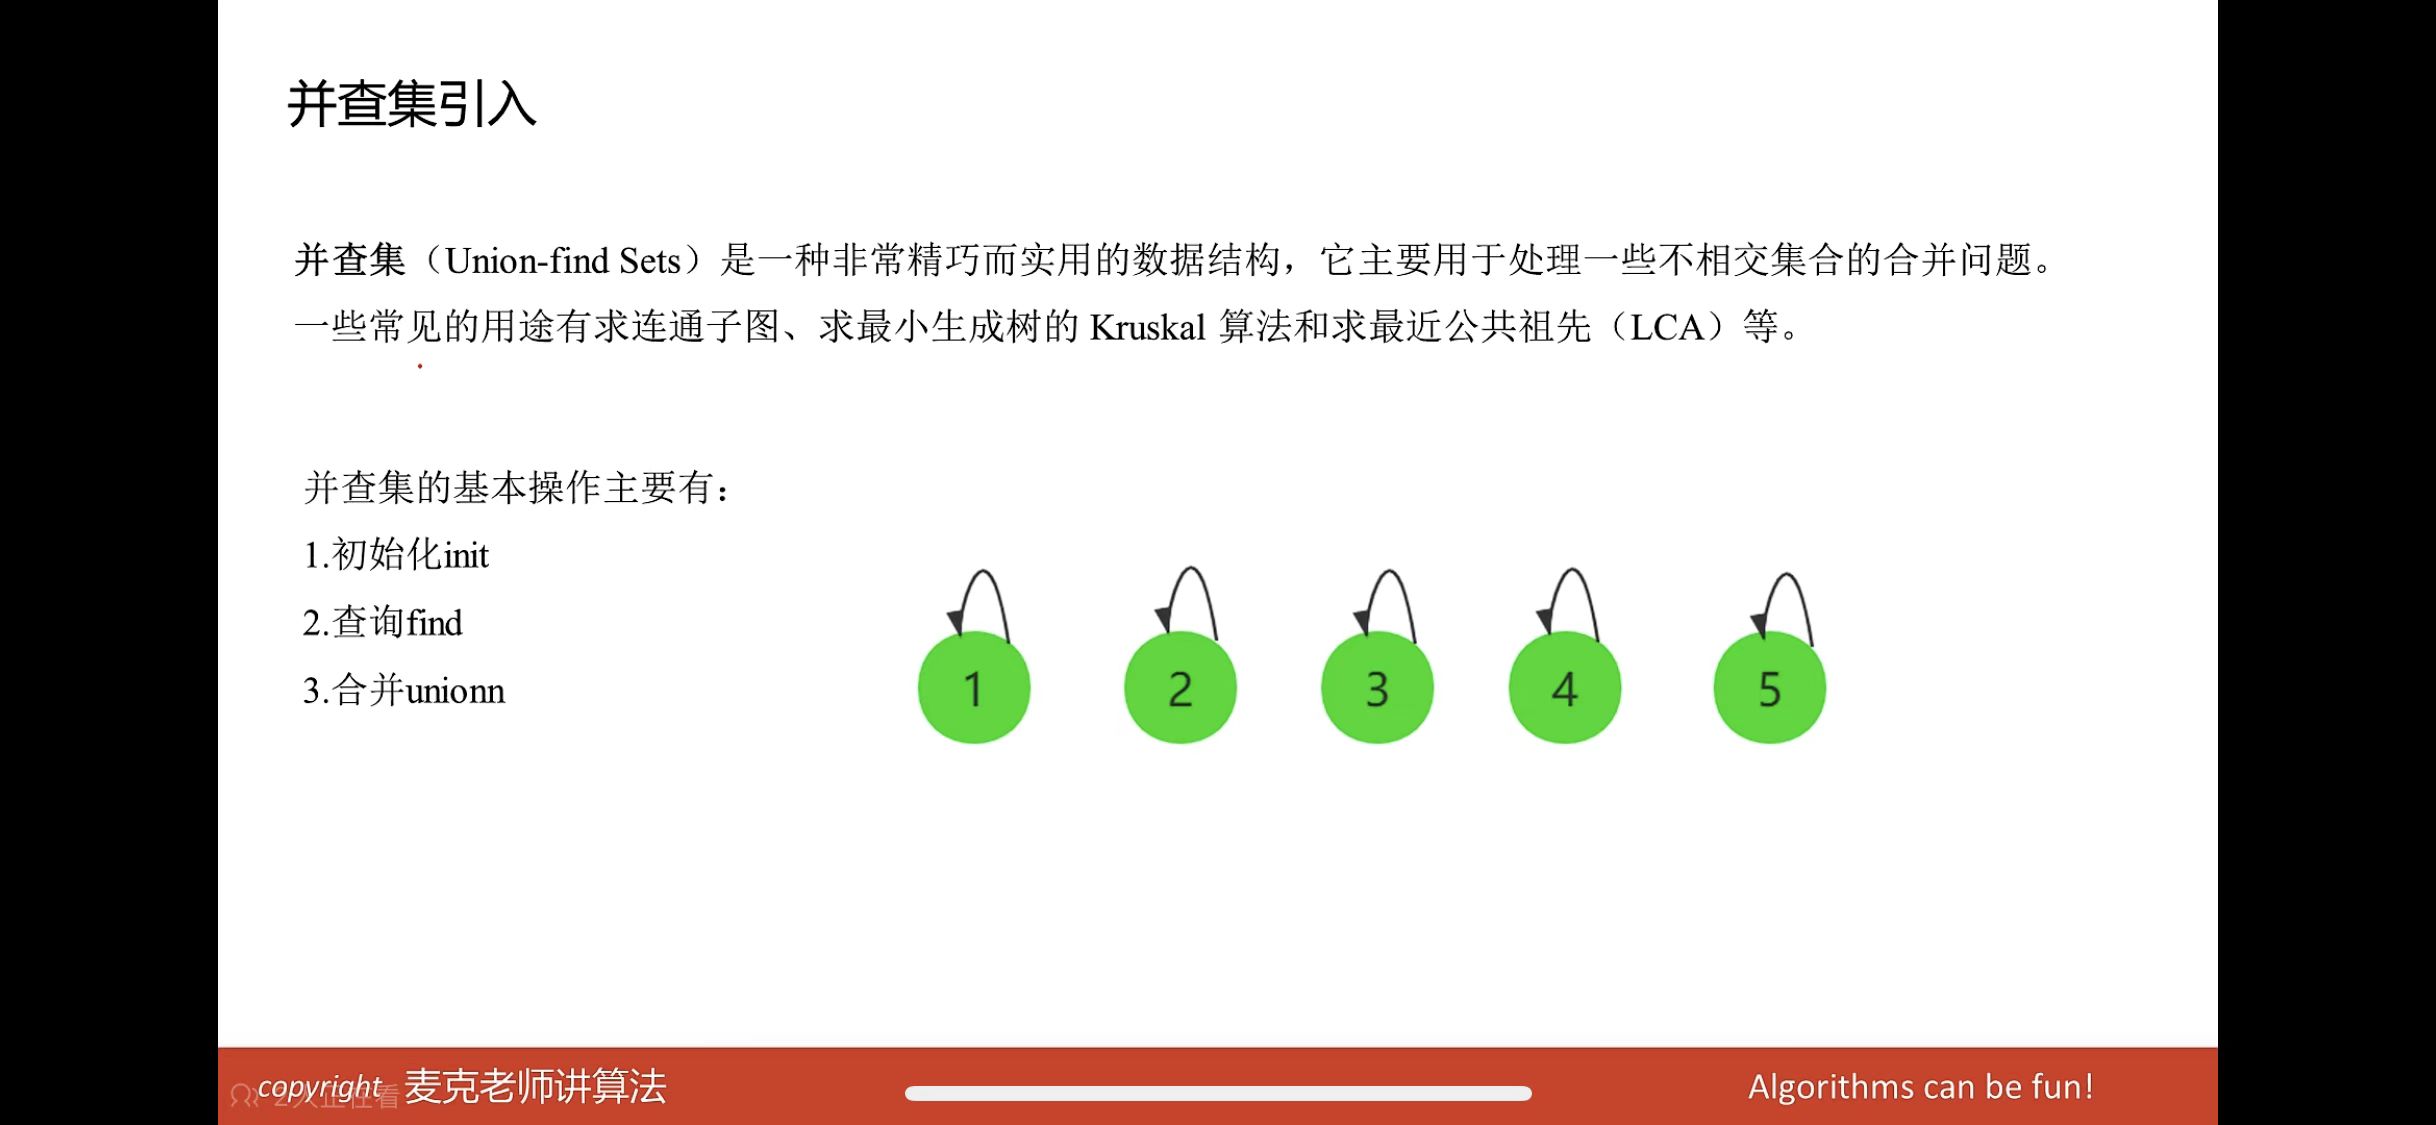 并查集引入
并查集（Union-find Sets）是一种非常精巧而实用的数据结构，它主要用于处理一些不相交集合的合并问题。
一些常见的用途有求连通子图、求最小生成树的 Kruskal 算法和求最近公共祖先（LCA）等。
并查集的基本操作主要有：
1.初始化init
2.查询find
3.合并unionn
1 2 3 4 5
copyright 麦克老师讲算法
2人正在看
Algorithms can be fun!